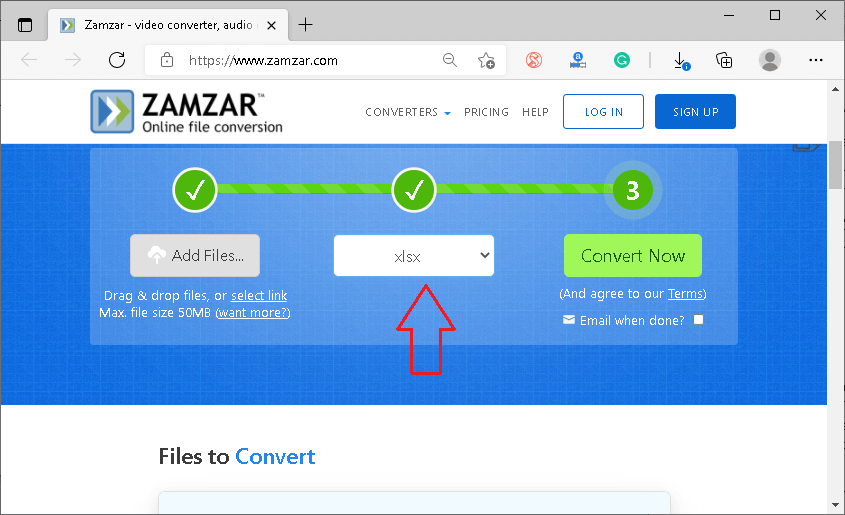 Zamzar - video converter, audio
https://www.zamzar.com
ZAMZAR™
Online file conversion
CONVERTERS
PRICING
HELP
LOG IN
SIGN UP
3
Add Files...
xlsx
Convert Now
Drag & drop files, or select link
Max. file size 50MB (want more?)
(And agree to our Terms)
Email when done?
Files to Convert